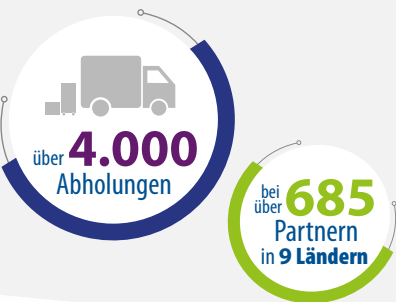 über 4.000
Abholungen
bei
über 685
Partnern
in 9 Ländern